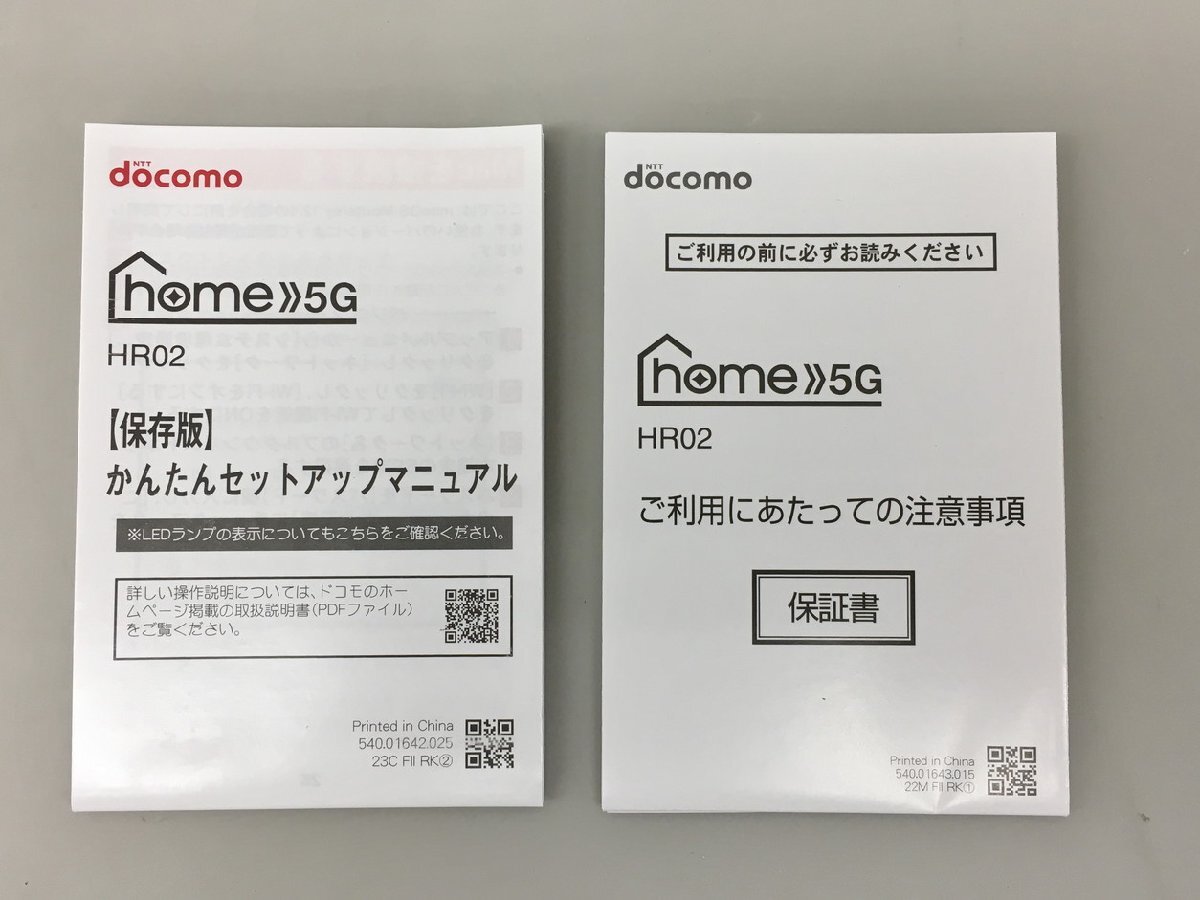 NTT
docomo
home»5G
HR02
【保存版】
かんたんセットアップマニュアル
※LEDランプの表示についてもこちらをご確認ください。
詳しい操作説明については、ドコモのホー
ムページ掲載の取扱説明書(PDFファイル)
をご覧ください。
Printed in China
540.01642.025
23C FII RK②
NTT
docomo
ご利用の前に必ずお読みください
home»5G
HR02
ご利用にあたっての注意事項
保証書
Printed in China
540.01643.015
22M FII RK①